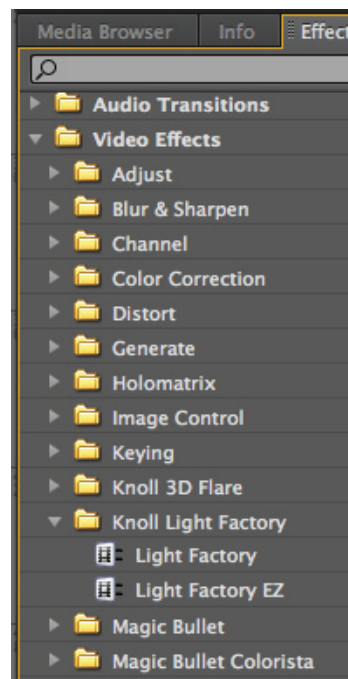 Media Browser Info Effect
Audio Transitions
Video Effects
Adjust
Blur & Sharpen
Channel
Color Correction
Distort
Generate
Holomatrix
Image Control
Keying
Knoll 3D Flare
Knoll Light Factory
Light Factory
Light Factory EZ
Magic Bullet
Magic Bullet Colorista